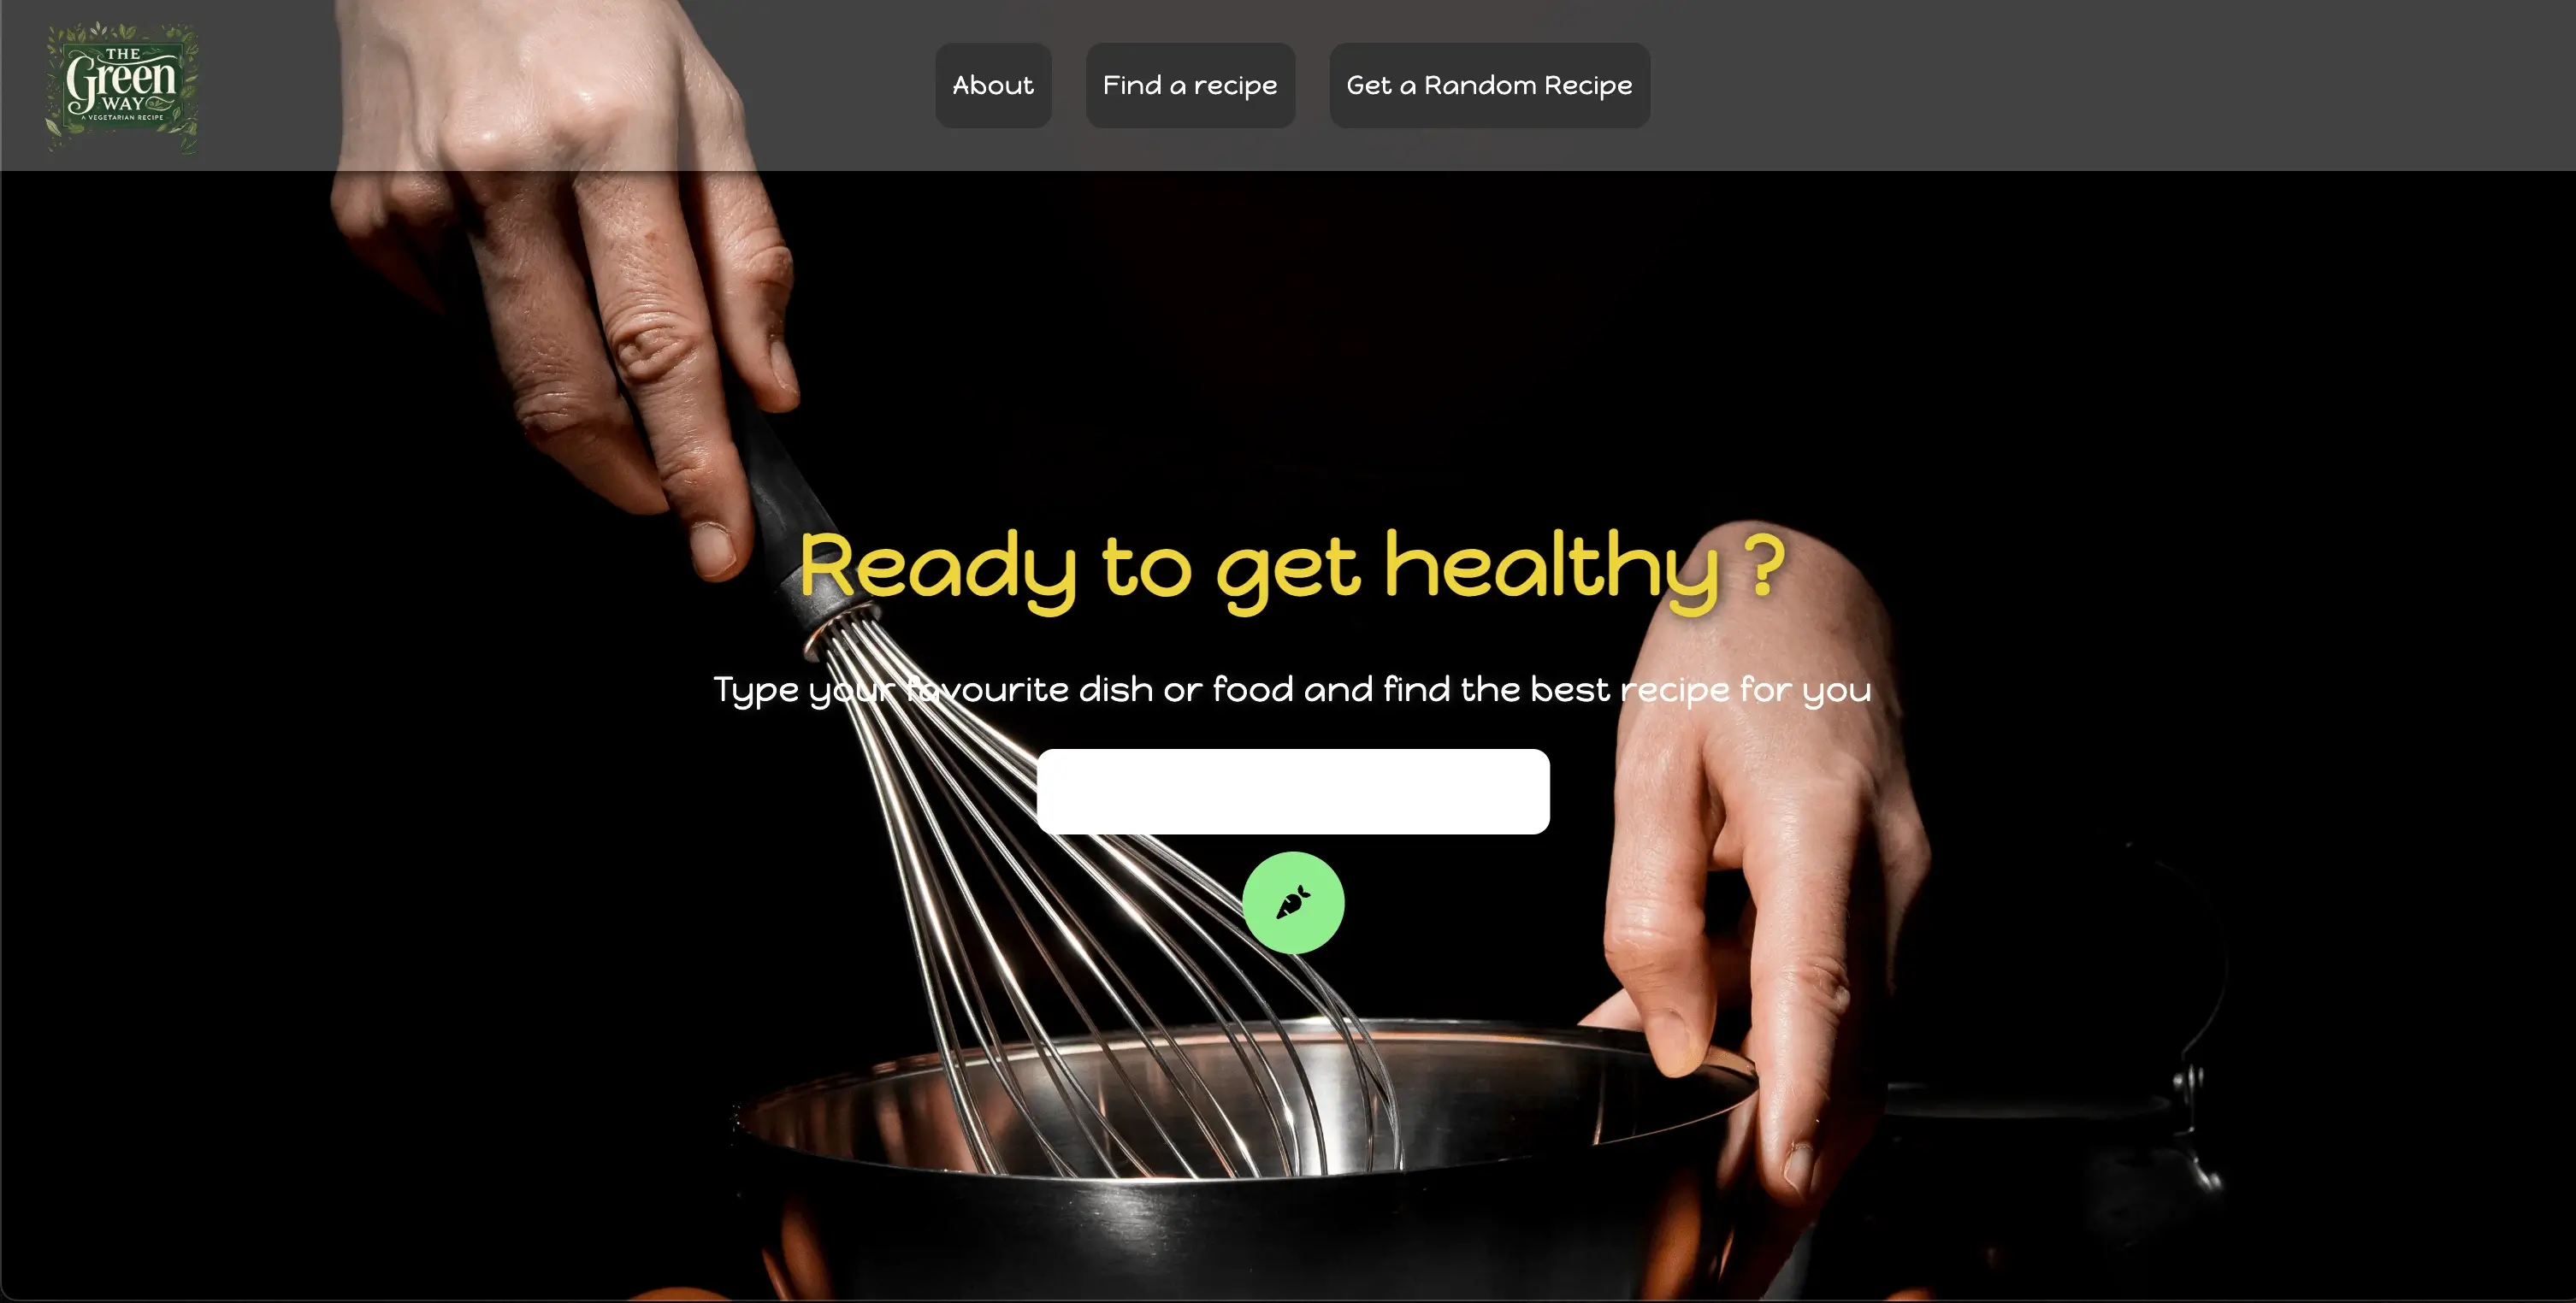 THE
Green
WAY
A VEGETARIAN RECIPE
About
Find a recipe
Get a Random Recipe
Ready to get healthy ?
Type your favourite dish or food and find the best recipe for you